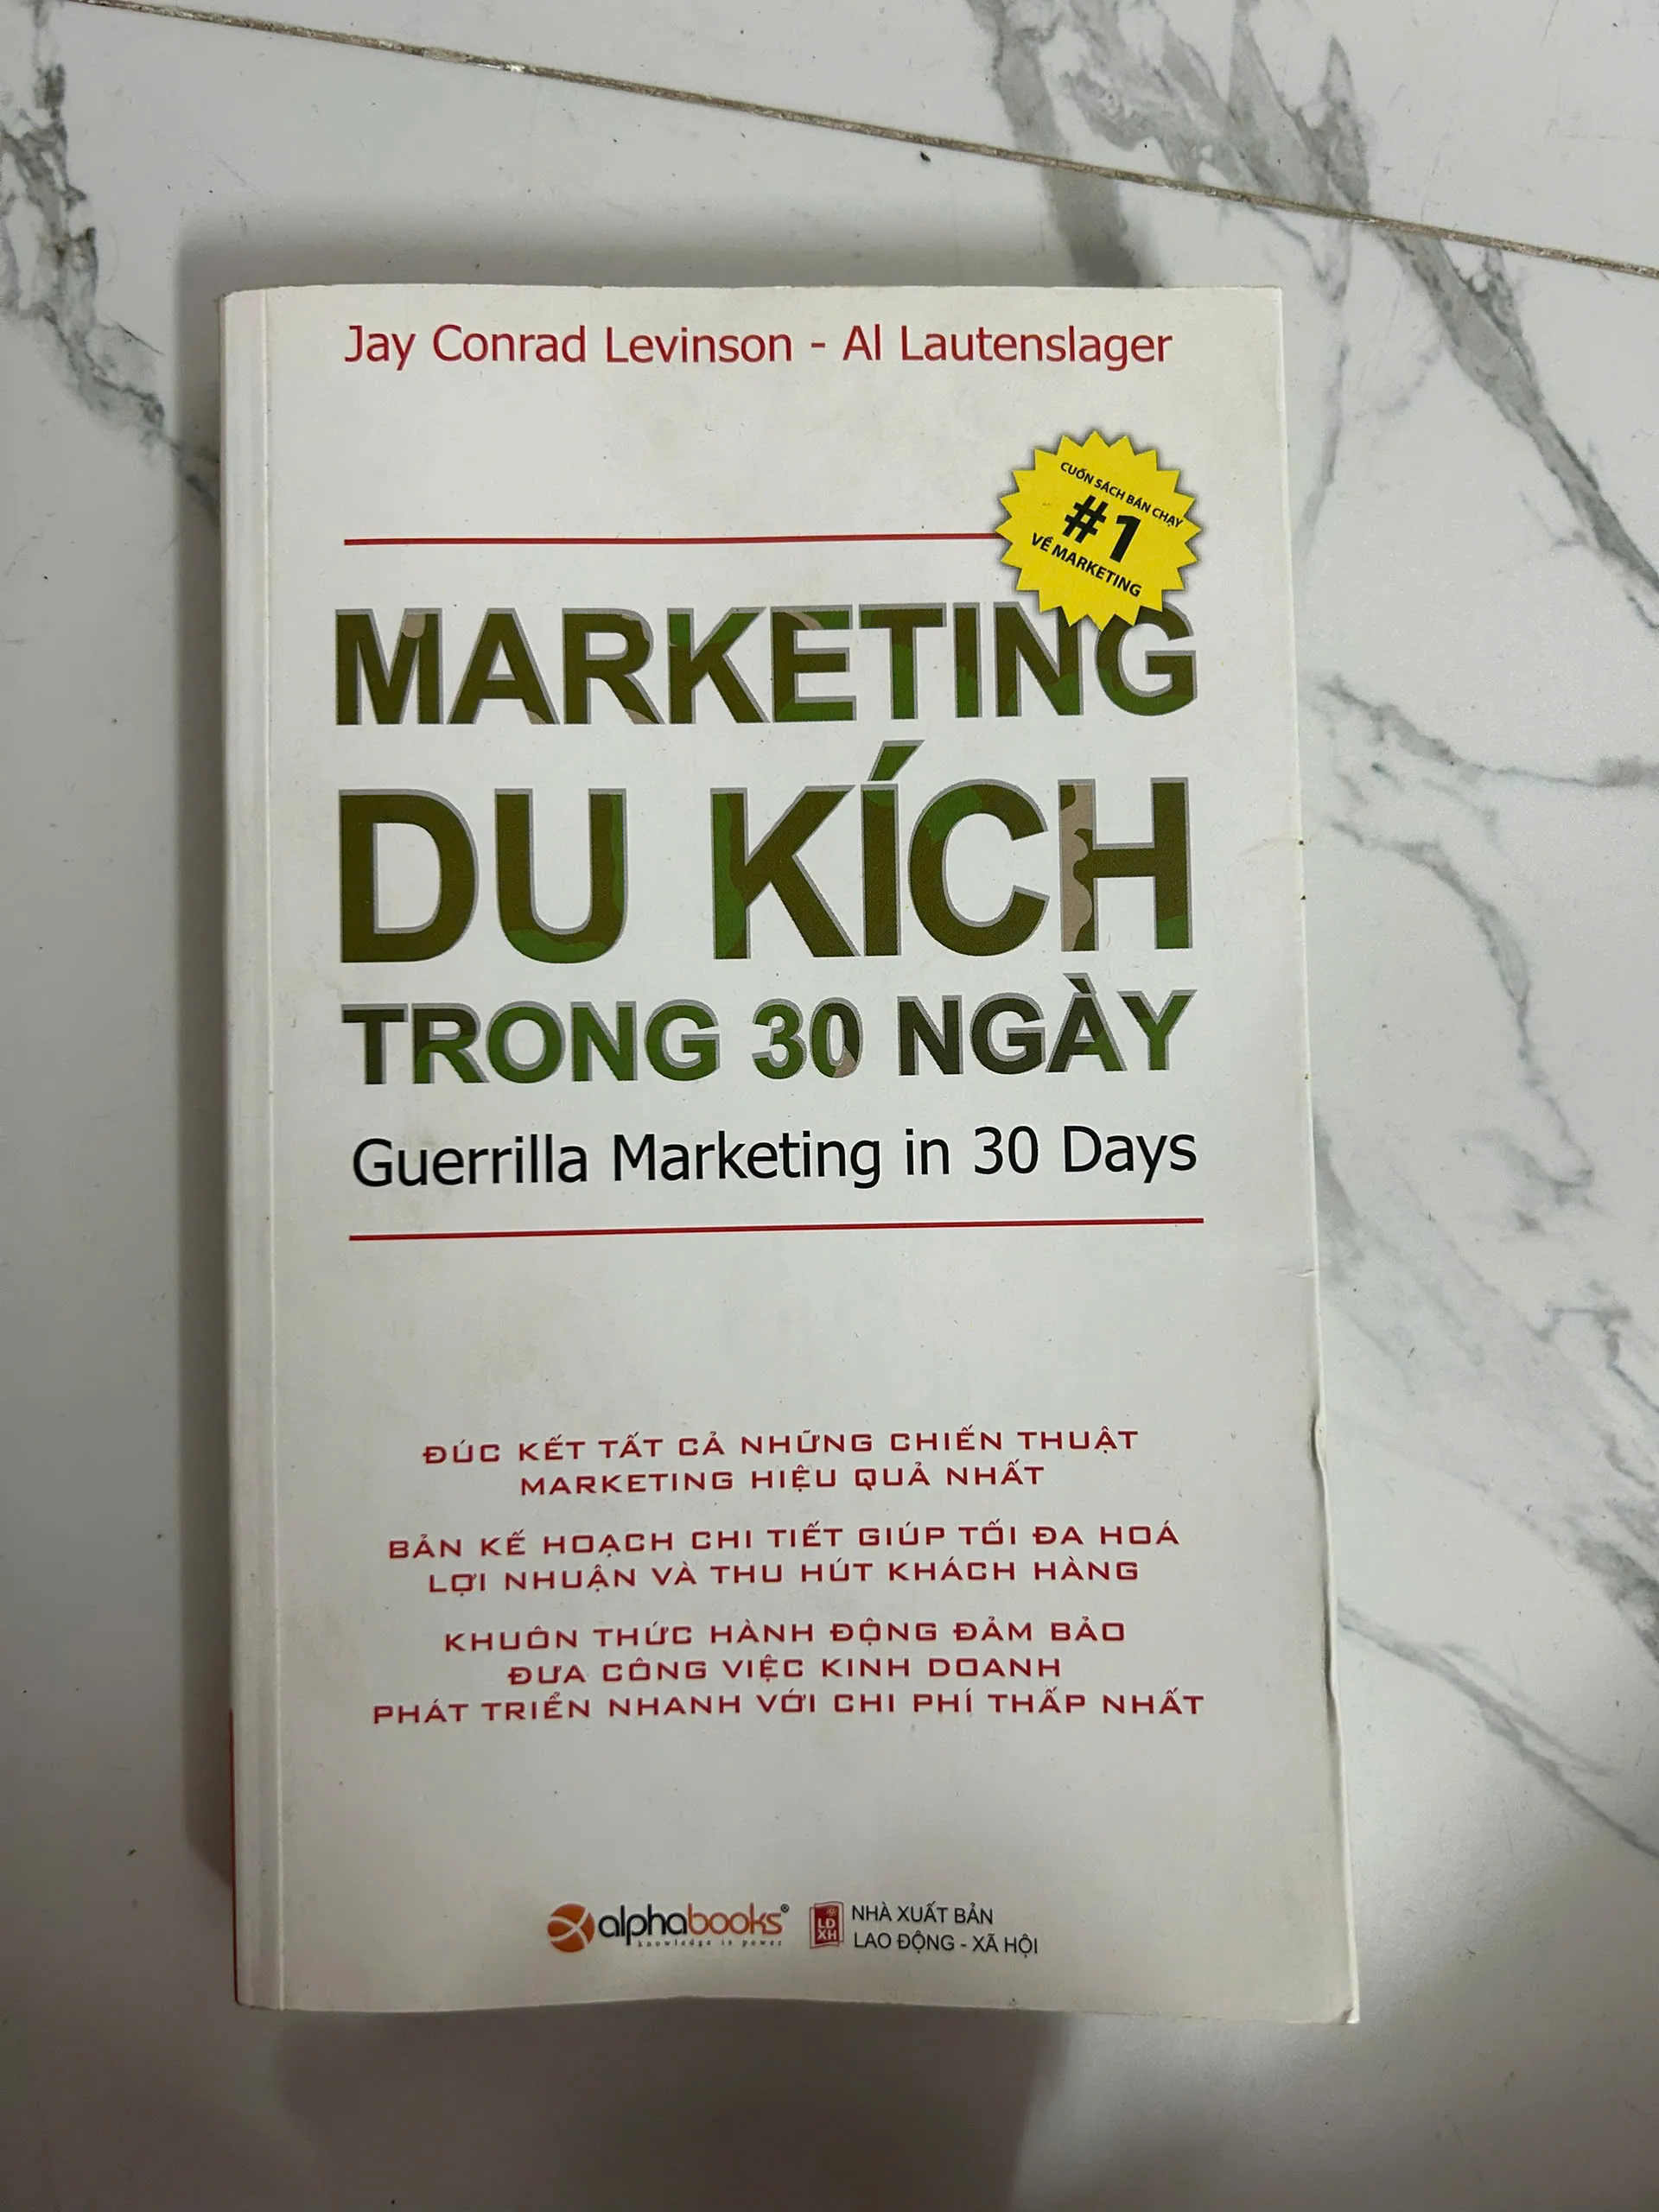 Jay Conrad Levinson - Al Lautenslager
CUỐN SÁCH BÁN CHẠY
#1
VỀ MARKETING
MARKETING
DU KÍCH
TRONG 30 NGÀY
Guerrilla Marketing in 30 Days
ĐÚC KẾT TẤT CẢ NHỮNG CHIẾN THUẬT
MARKETING HIỆU QUẢ NHẤT
BẢN KẾ HOẠCH CHI TIẾT GIÚP TỐI ĐA HOÁ
LỢI NHUẬN VÀ THU HÚT KHÁCH HÀNG
KHUÔN THỨC HÀNH ĐỘNG ĐẢM BẢO
ĐƯA CÔNG VIỆC KINH DOANH
PHÁT TRIỂN NHANH VỚI CHI PHÍ THẤP NHẤT
alphabooks®
knowledge is power
LĐ
XH
NHÀ XUẤT BẢN
LAO ĐỘNG - XÃ HỘI